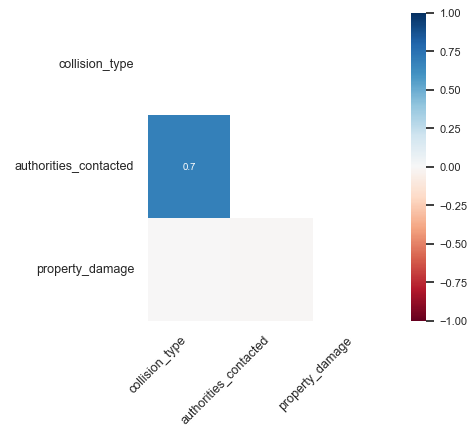 collision_type
authorities_contacted
property_damage
0.7
collision_type
authorities_contacted
property_damage
1.00
0.75
0.50
0.25
0.00
−0.25
−0.50
−0.75
−1.00